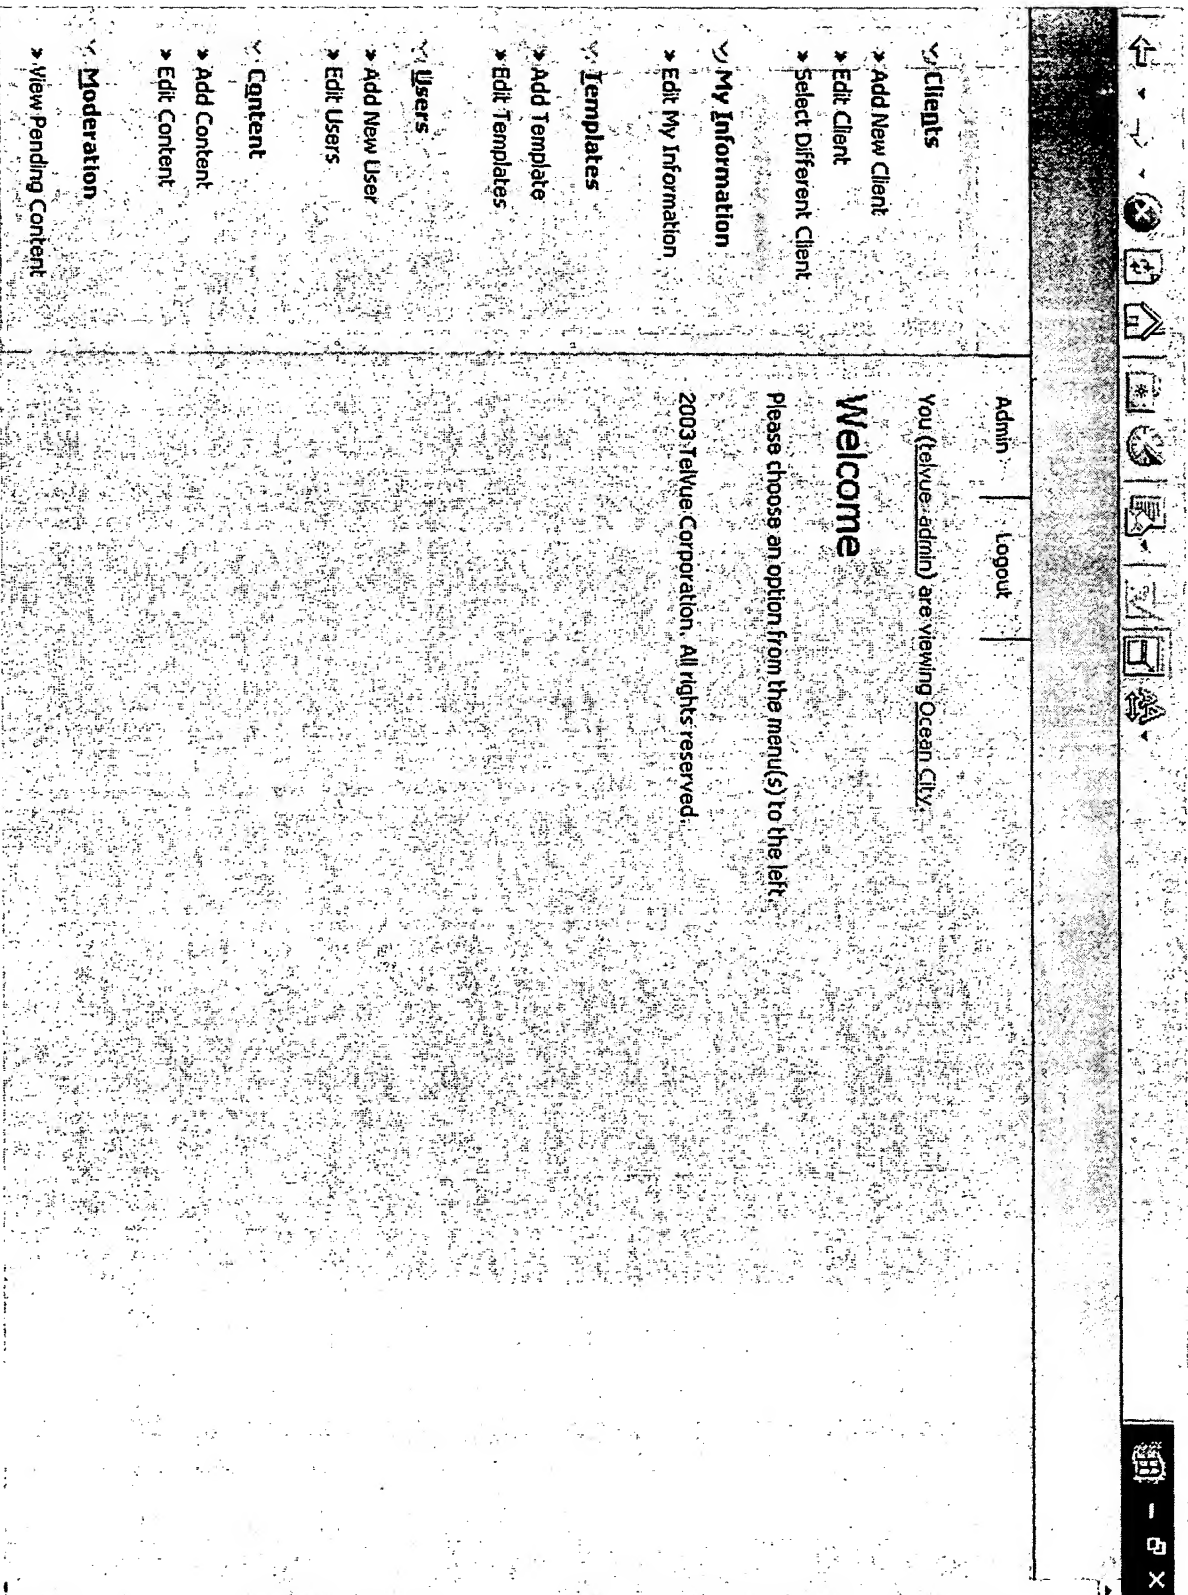 Admin Logout
Clients
» Add New Client
» Edit Client
» Select Different Client
My Information
» Edit My Information
Templates
» Add Template
» Edit Templates
Users
» Add New User
» Edit Users
Content
» Add Content
» Edit Content
Moderation
» View Pending Content
You (telvue-admin) are viewing Ocean City.
Welcome
Please choose an option from the menu(s) to the left.
2003 TelVue Corporation. All rights reserved.